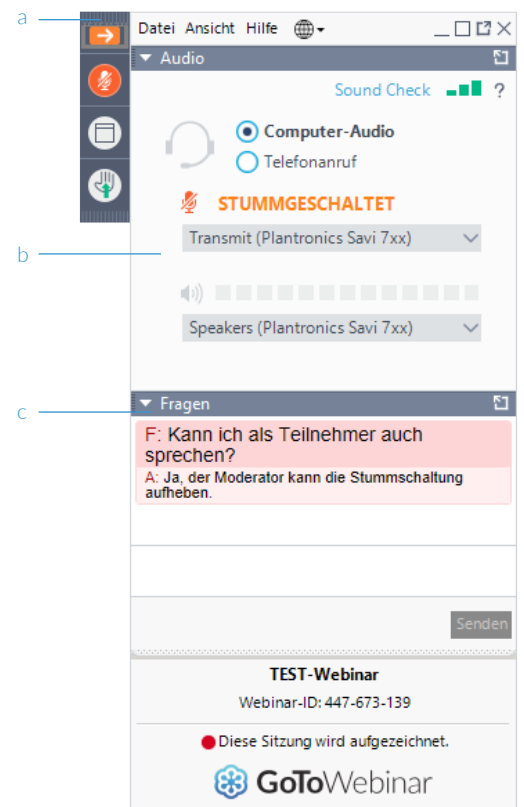 a
Datei Ansicht Hilfe
Audio
Sound Check ?
Computer-Audio
Telefonanruf
STUMMGESCHALTET
b
Transmit (Plantronics Savi 7xx)
Speakers (Plantronics Savi 7xx)
c
Fragen
F: Kann ich als Teilnehmer auch
sprechen?
A: Ja, der Moderator kann die Stummschaltung
aufheben.
Senden
TEST-Webinar
Webinar-ID: 447-673-139
Diese Sitzung wird aufgezeichnet.
GoToWebinar